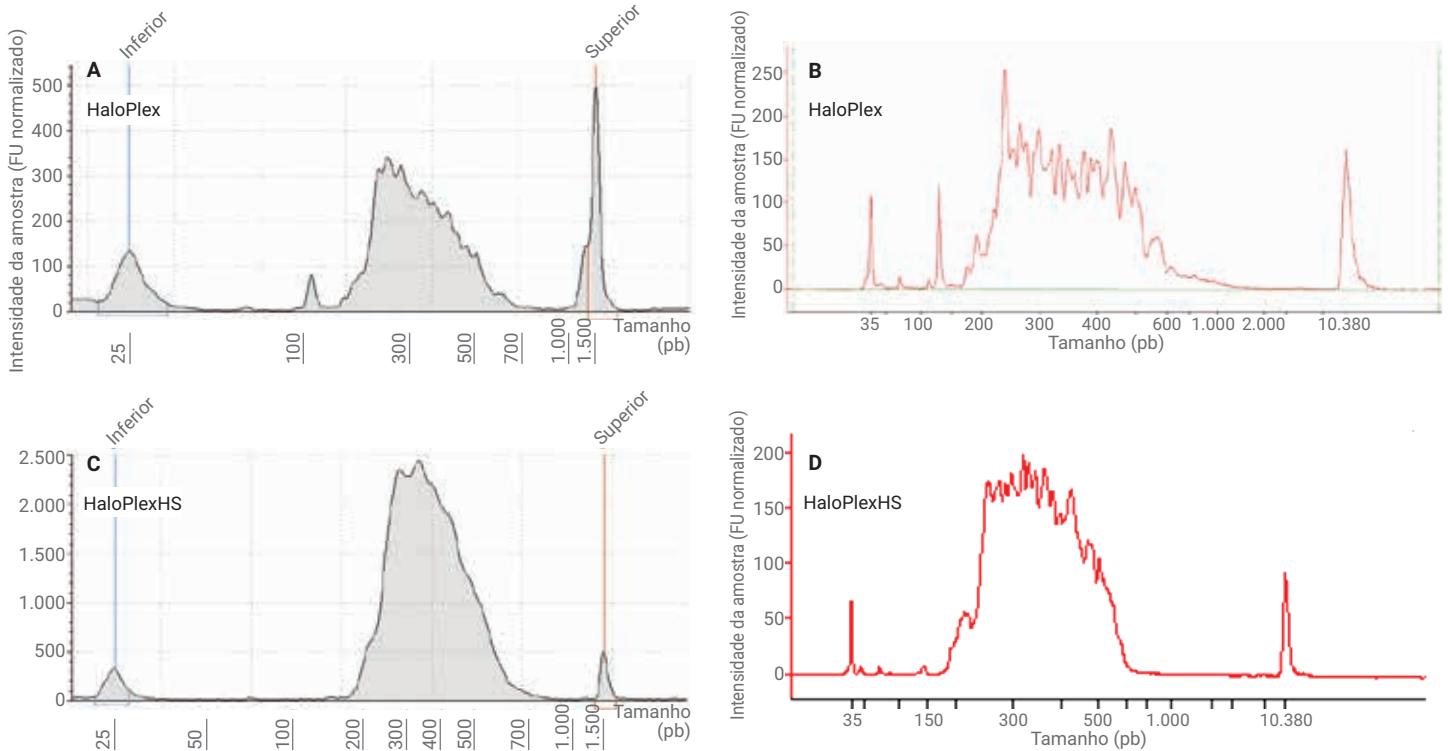 Inferior
Superior
A
HaloPlex
Intensidade da amostra (FU normalizado)
500
400
300
200
100
0
25
100
300
500
700
1.000
1.500
Tamanho
(pb)
B
HaloPlex
Intensidade da amostra (FU normalizado)
250
200
150
100
50
0
35 100 200 300 400 600 1.000 2.000 10.380
Tamanho (pb)
Inferior
Superior
C
HaloPlexHS
2.500
2.000
1.500
1.000
500
0
25
50
100
200
300
400
500
700
1.000
1.500
Tamanho
(pb)
D
HaloPlexHS
Intensidade da amostra (FU normalizado)
200
150
100
50
0
35 150 300 500 1.000 10.380
Tamanho (pb)